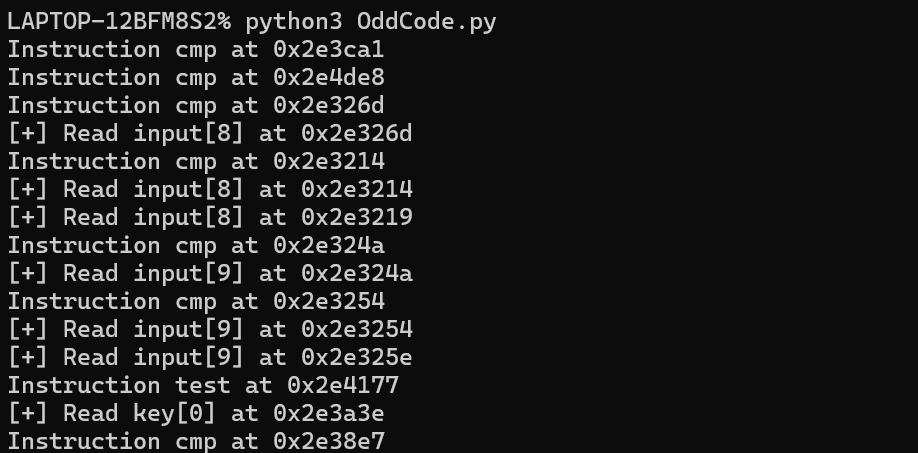 LAPTOP-12BFM8S2% python3 OddCode.py
Instruction cmp at 0x2e3ca1
Instruction cmp at 0x2e4de8
Instruction cmp at 0x2e326d
[+] Read input[8] at 0x2e326d
Instruction cmp at 0x2e3214
[+] Read input[8] at 0x2e3214
[+] Read input[8] at 0x2e3219
Instruction cmp at 0x2e324a
[+] Read input[9] at 0x2e324a
Instruction cmp at 0x2e3254
[+] Read input[9] at 0x2e3254
[+] Read input[9] at 0x2e325e
Instruction test at 0x2e4177
[+] Read key[0] at 0x2e3a3e
Instruction cmp at 0x2e38e7